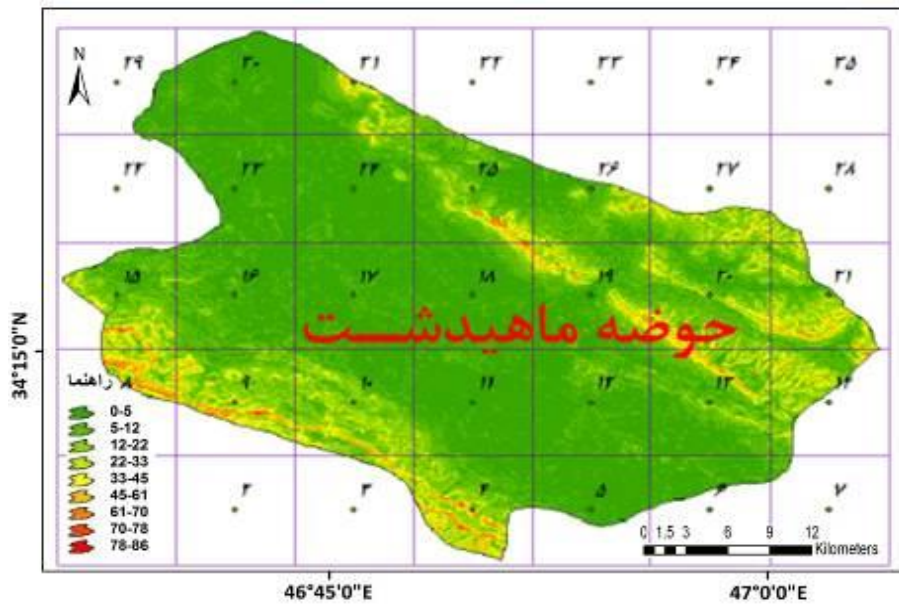 N
۲۹ ۳۰ ۳۱ ۳۲ ۳۳ ۳۴ ۳۵
۲۲ ۲۳ ۲۴ ۲۵ ۲۶ ۲۷ ۲۸
۱۵ ۱۶ ۱۷ ۱۸ ۱۹ ۲۰ ۲۱
حوضه ماهیدشـــت
34°15'0"N
۸ ۹ ۱۰ ۱۱ ۱۲ ۱۳ ۱۴
راهنما
0-5
5-12
12-22
22-33
33-45
45-61
61-70
70-78
78-86
۲ ۳ ۴ ۵ ۶ ۷
0 1.5 3 6 9 12
Kilometers
46°45'0"E 47°0'0"E